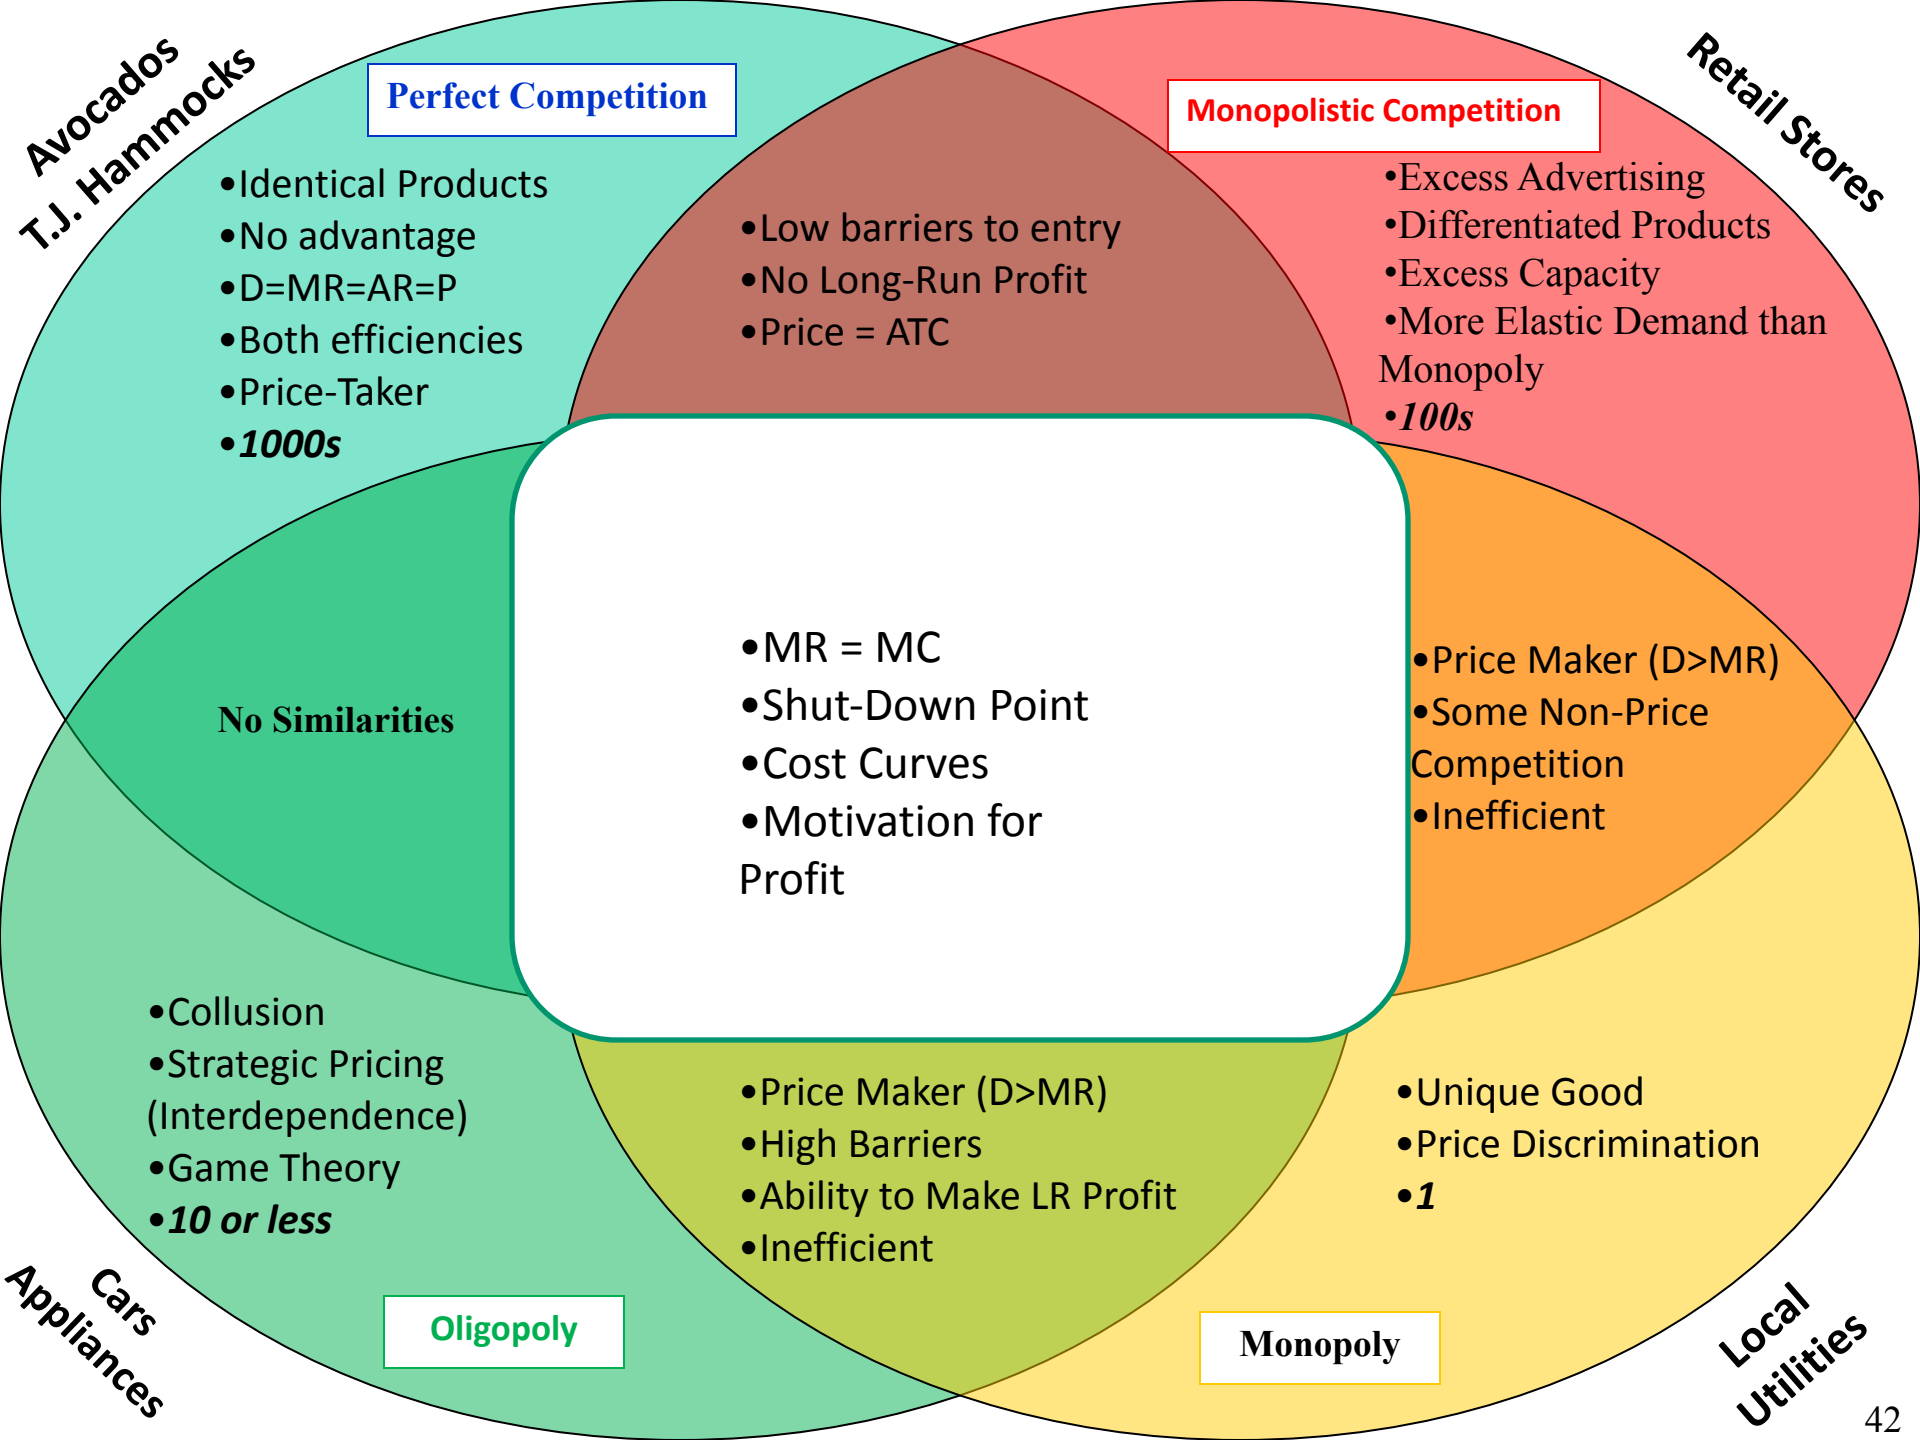 Avocados
T.J. Hammocks
Perfect Competition
•Identical Products
•No advantage
•D=MR=AR=P
•Both efficiencies
•Price-Taker
•1000s
•Low barriers to entry
•No Long-Run Profit
•Price = ATC
Monopolistic Competition
Retail Stores
•Excess Advertising
•Differentiated Products
•Excess Capacity
•More Elastic Demand than
Monopoly
•100s
No Similarities
•MR = MC
•Shut-Down Point
•Cost Curves
•Motivation for
Profit
•Price Maker (D>MR)
•Some Non-Price
Competition
•Inefficient
•Collusion
•Strategic Pricing
(Interdependence)
•Game Theory
•10 or less
Oligopoly
Cars
Appliances
•Price Maker (D>MR)
•High Barriers
•Ability to Make LR Profit
•Inefficient
•Unique Good
•Price Discrimination
•1
Monopoly
Local
Utilities
42